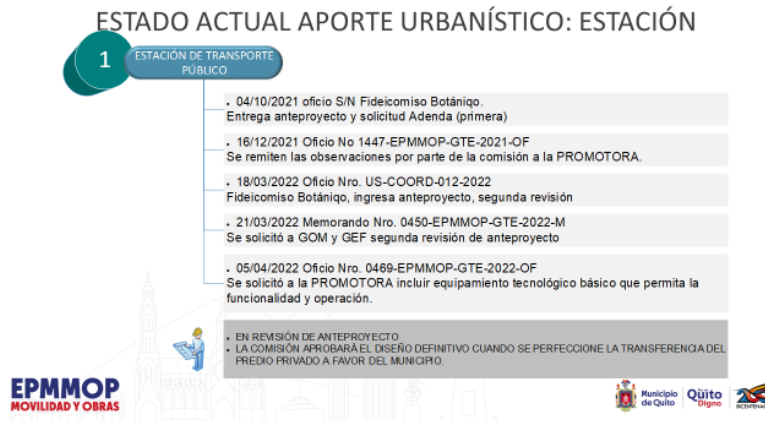 ESTADO ACTUAL APORTE URBANÍSTICO: ESTACIÓN
1
ESTACIÓN DE TRANSPORTE
PÚBLICO
• 04/10/2021 oficio S/N Fideicomiso Botániqo.
Entrega anteproyecto y solicitud Adenda (primera)
• 16/12/2021 Oficio No 1447-EPMMOP-GTE-2021-OF
Se remiten las observaciones por parte de la comisión a la PROMOTORA.
• 18/03/2022 Oficio Nro. US-COORD-012-2022
Fideicomiso Botániqo, ingresa anteproyecto, segunda revisión
• 21/03/2022 Memorando Nro. 0450-EPMMOP-GTE-2022-M
Se solicitó a GOM y GEF segunda revisión de anteproyecto
• 05/04/2022 Oficio Nro. 0469-EPMMOP-GTE-2022-OF
Se solicitó a la PROMOTORA incluir equipamiento tecnológico básico que permita la
funcionalidad y operación.
• EN REVISIÓN DE ANTEPROYECTO
• LA COMISIÓN APROBARÁ EL DISEÑO DEFINITIVO CUANDO SE PERFECCIONE LA TRANSFERENCIA DEL
PREDIO PRIVADO A FAVOR DEL MUNICIPIO.
EPMMOP
MOVILIDAD Y OBRAS
Municipio
de Quito
Quito
Digno
BICENTENARIO